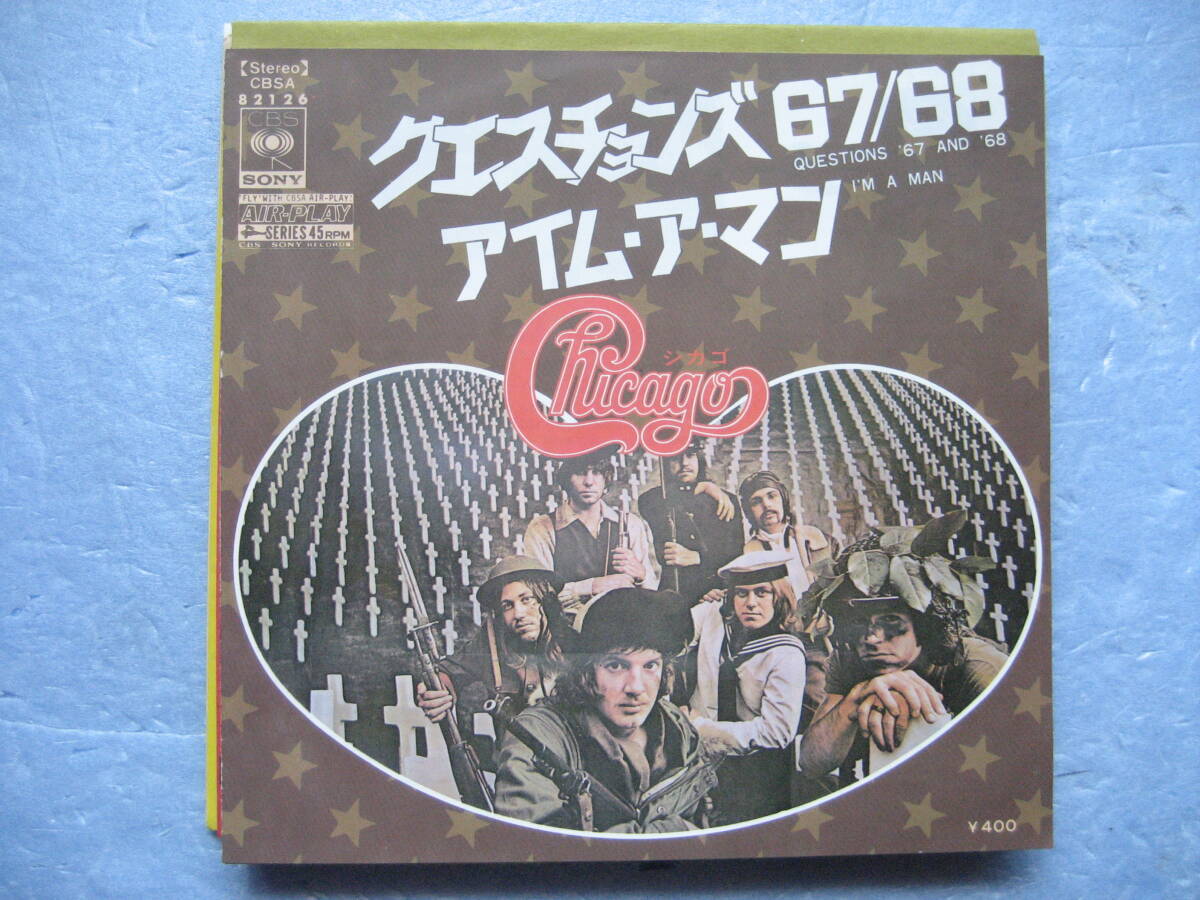 【Stereo】
CBSA
82126
CBS
SONY
FLY! WITH CBSA AIR-PLAY!
AIR-PLAY
SERIES 45 RPM
CBS SONY RECORDS
クエスチョンズ67/68
QUESTIONS '67 AND '68
アイム・ア・マン
I'M A MAN
シカゴ
Chicago
¥400